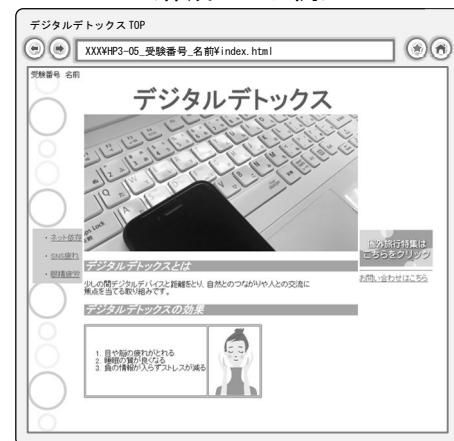 デジタルデトックス TOP
XXX¥HP3-05_受験番号_名前¥index.html
受験番号 名前
デジタルデトックス
・ネット依存
・SNS疲れ
・眼精疲労
海外旅行特集は
こちらをクリック
お問い合わせはこちら
デジタルデトックスとは
少しの間デジタルデバイスと距離をとり、自然とのつながりや人との交流に
焦点を当てる取り組みです。
デジタルデトックスの効果
1. 目や脳の疲れがとれる
2. 睡眠の質が良くなる
3. 負の情報が入らずストレスが減る